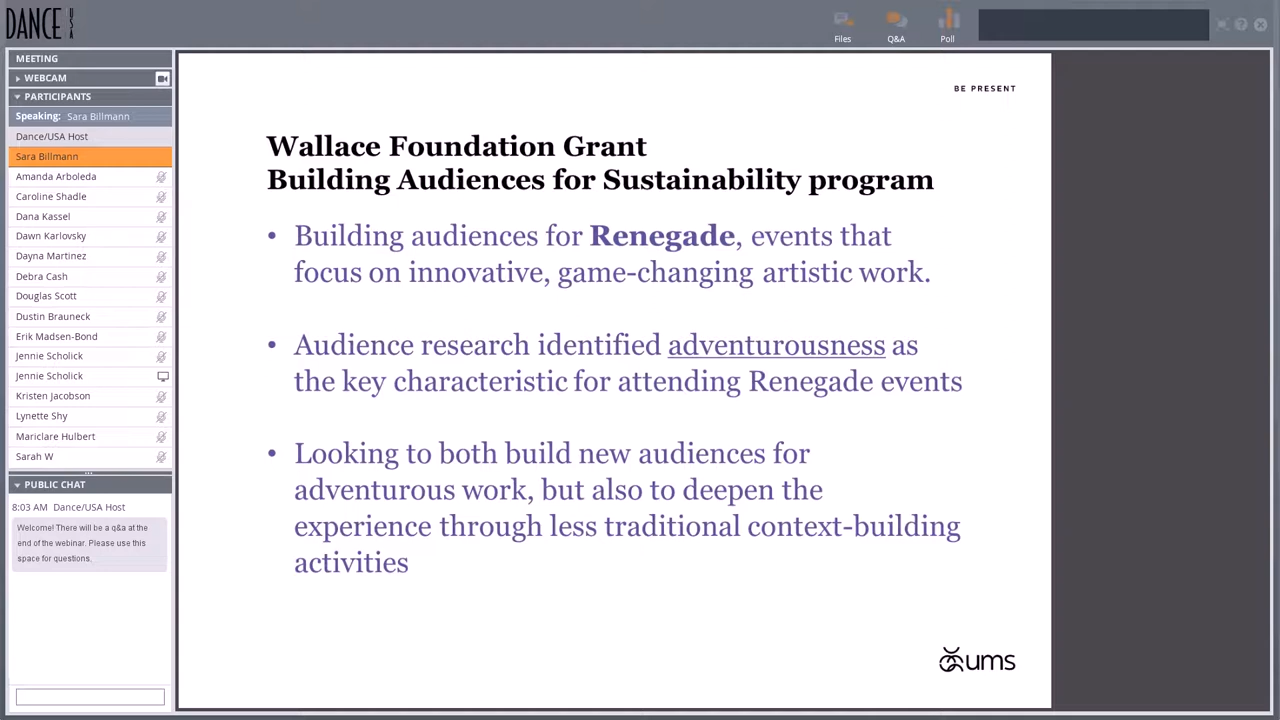 DANCE USA
Files
Q&A
Poll
MEETING
WEBCAM
PARTICIPANTS
Speaking: Sara Billmann
Dance/USA Host
Sara Billmann
Amanda Arboleda
Caroline Shadle
Dana Kassel
Dawn Karlovsky
Dayna Martinez
Debra Cash
Douglas Scott
Dustin Brauneck
Erik Madsen-Bond
Jennie Scholick
Jennie Scholick
Kristen Jacobson
Lynette Shy
Mariclare Hulbert
Sarah W
PUBLIC CHAT
8:03 AM Dance/USA Host
Welcome! There will be a q&a at the
end of the webinar. Please use this
space for questions.
BE PRESENT
Wallace Foundation Grant
Building Audiences for Sustainability program
• Building audiences for Renegade, events that
focus on innovative, game-changing artistic work.
• Audience research identified adventurousness as
the key characteristic for attending Renegade events
• Looking to both build new audiences for
adventurous work, but also to deepen the
experience through less traditional context-building
activities
ums